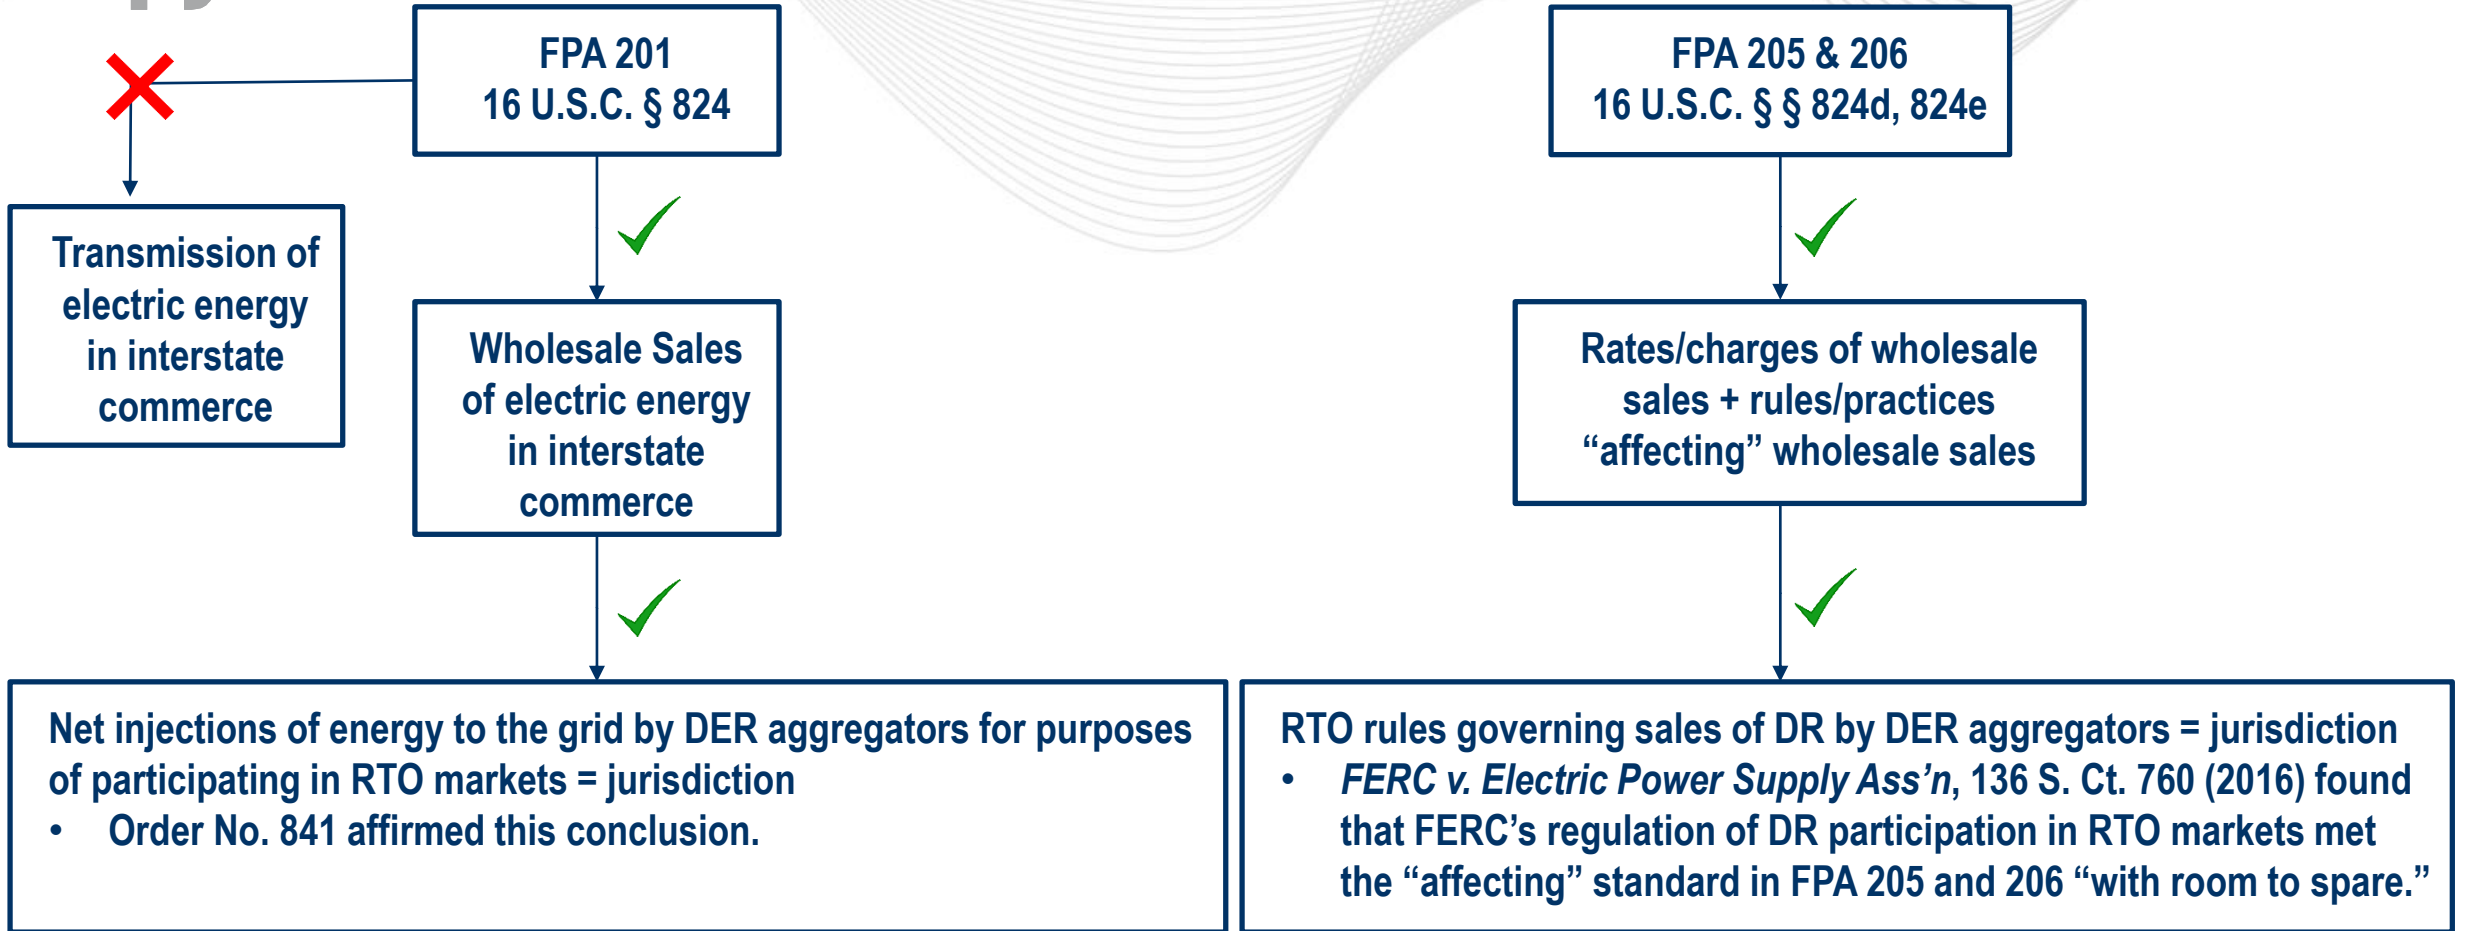 FPA 201
16 U.S.C. § 824
FPA 205 & 206
16 U.S.C. § § 824d, 824e
Transmission of
electric energy
in interstate
commerce
Wholesale Sales
of electric energy
in interstate
commerce
Rates/charges of wholesale
sales + rules/practices
“affecting” wholesale sales
Net injections of energy to the grid by DER aggregators for purposes
of participating in RTO markets = jurisdiction
• Order No. 841 affirmed this conclusion.
RTO rules governing sales of DR by DER aggregators = jurisdiction
• FERC v. Electric Power Supply Ass’n, 136 S. Ct. 760 (2016) found
that FERC’s regulation of DR participation in RTO markets met
the “affecting” standard in FPA 205 and 206 “with room to spare.”